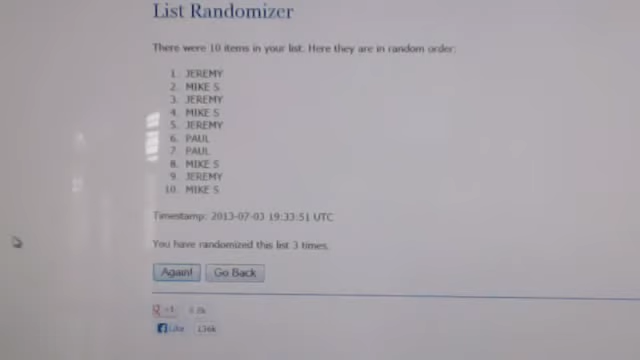 List Randomizer
There were 10 items in your list. Here they are in random order:
1. JEREMY
2. MIKE S
3. JEREMY
4. MIKE S
5. JEREMY
6. PAUL
7. PAUL
8. MIKE S
9. JEREMY
10. MIKE S
Timestamp: 2013-07-03 19:33:51 UTC
You have randomized this list 3 times.
Again! Go Back
+1
Like 136k